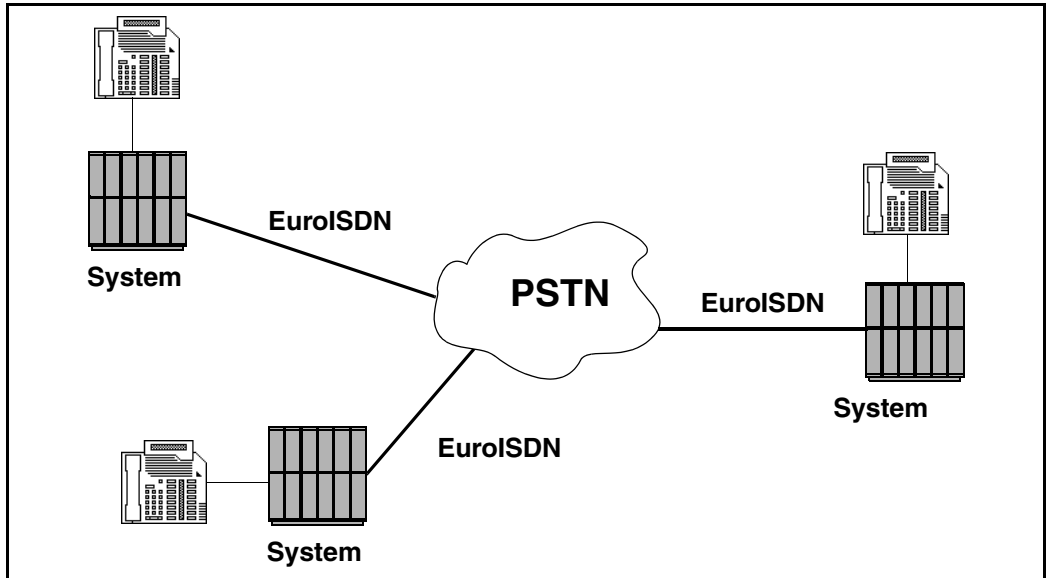 EuroISDN
System
PSTN
EuroISDN
System
EuroISDN
System